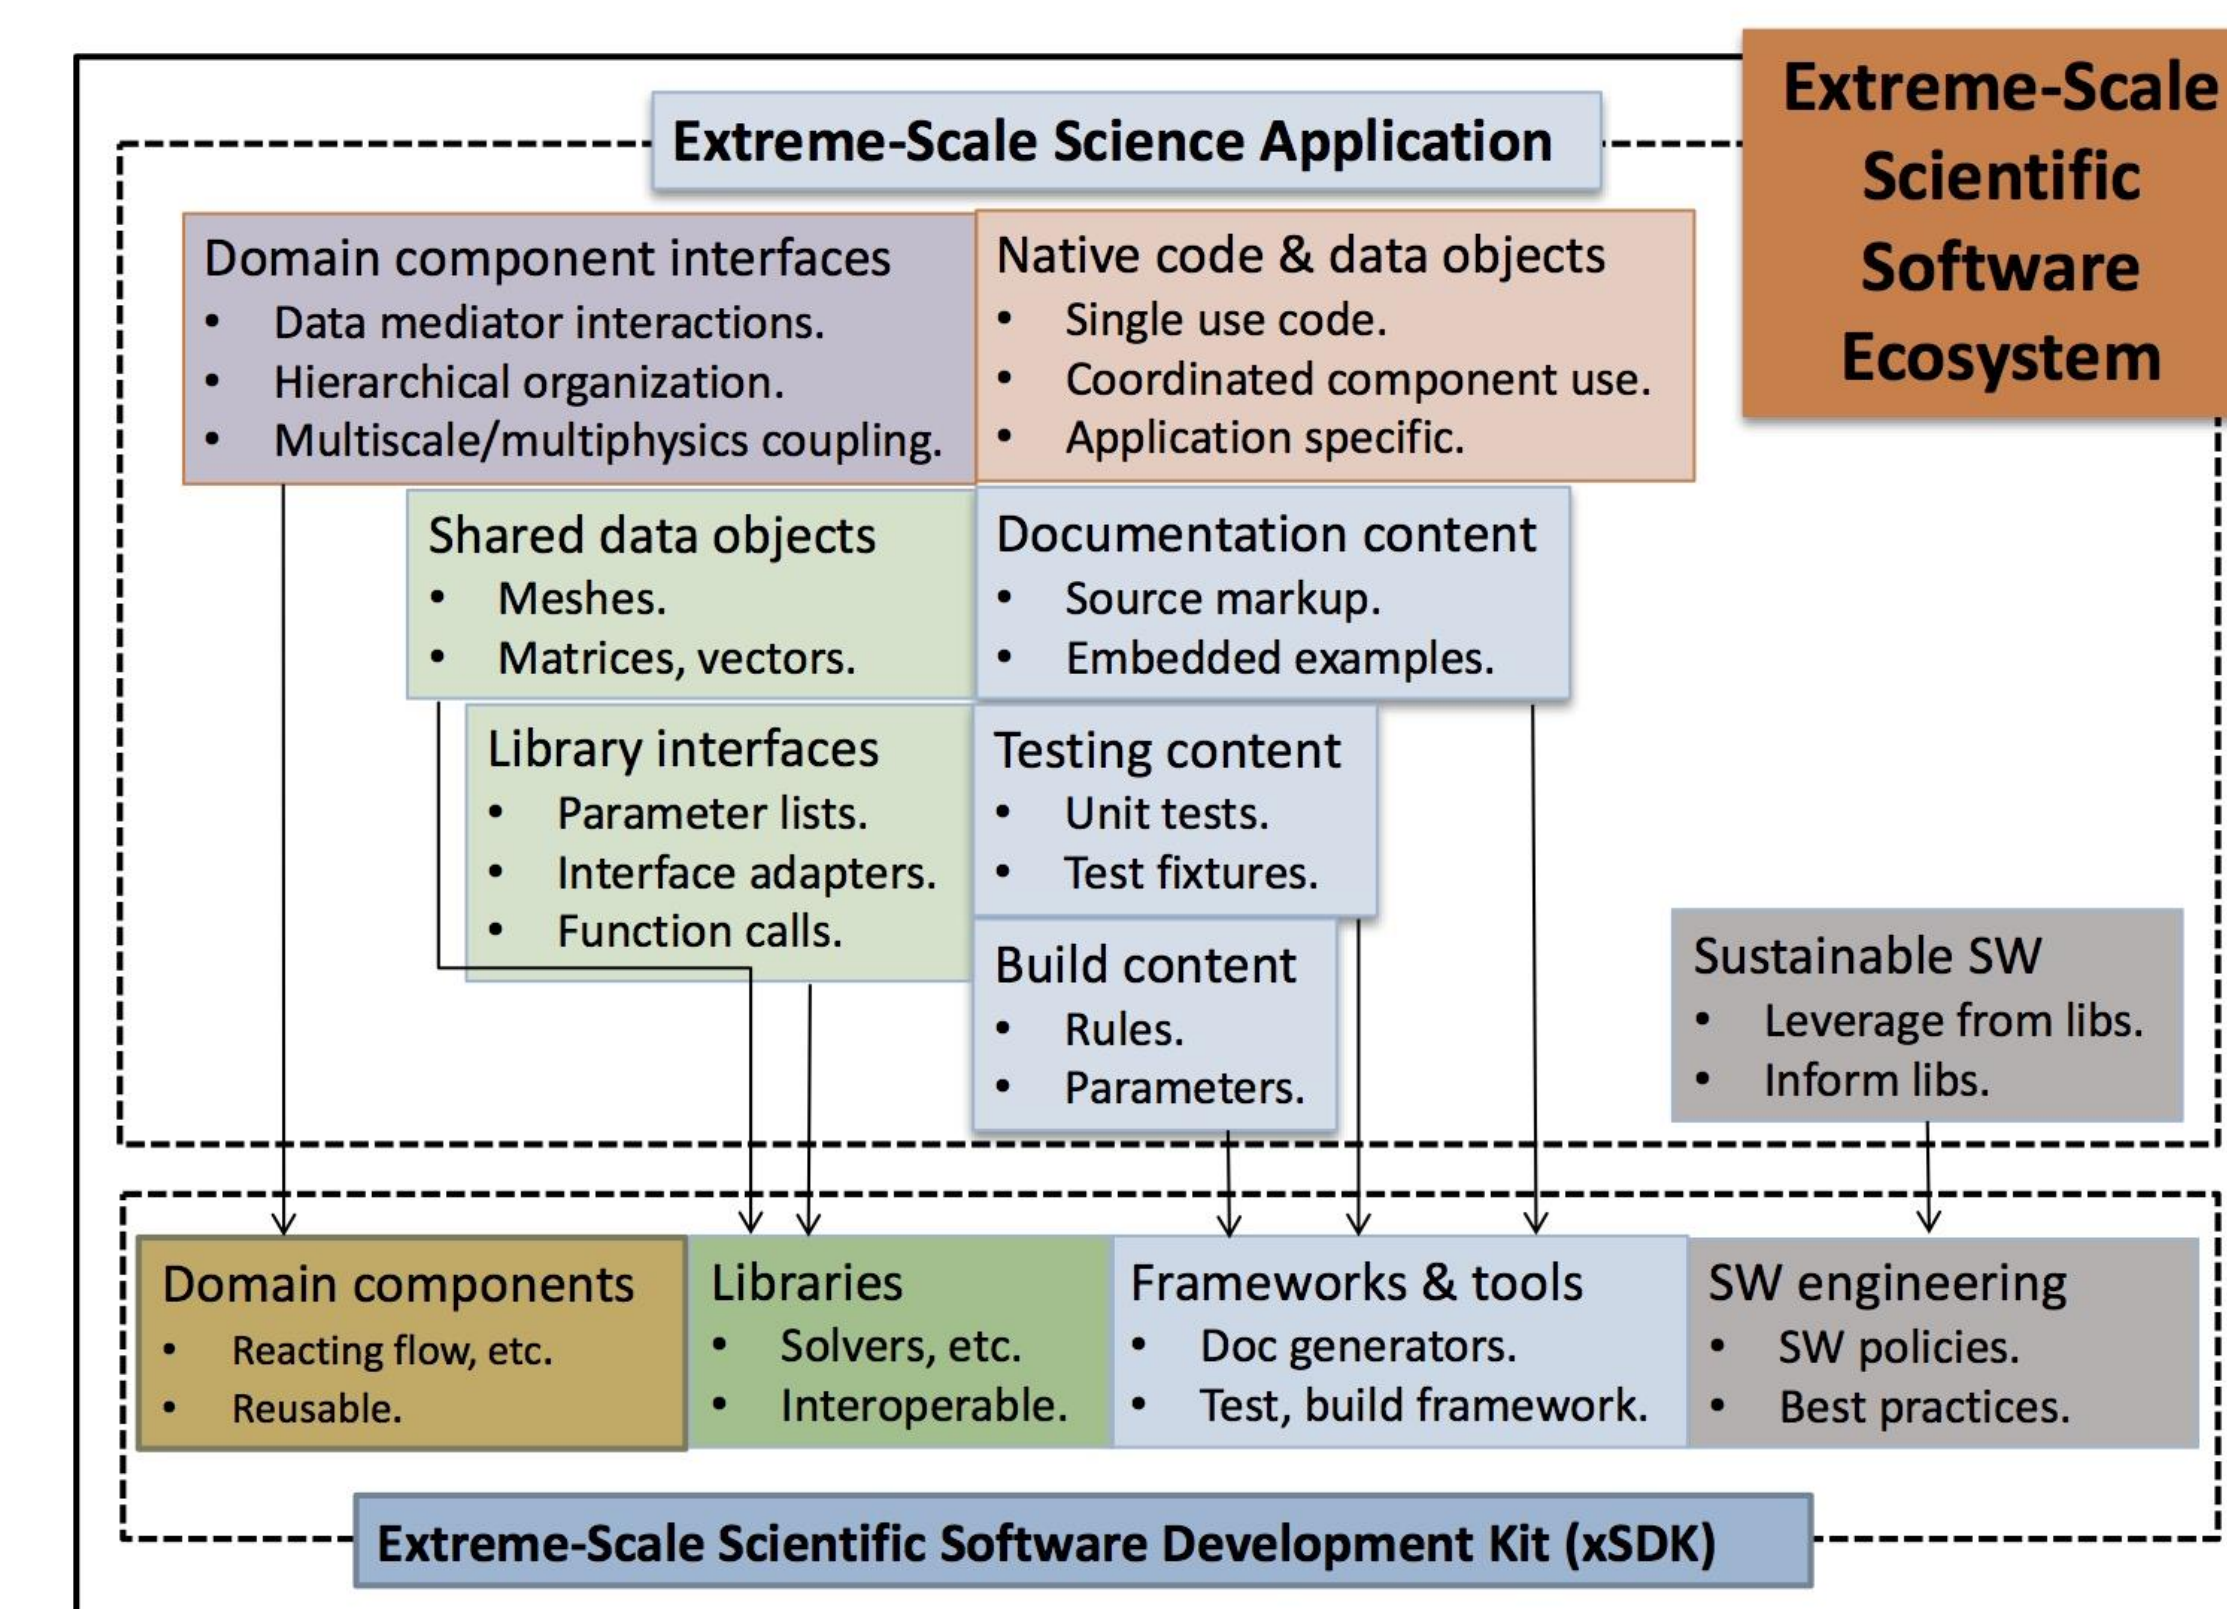 Extreme-Scale
Scientific
Software
Ecosystem
Extreme-Scale Science Application
Domain component interfaces
• Data mediator interactions.
• Hierarchical organization.
• Multiscale/multiphysics coupling.
Native code & data objects
• Single use code.
• Coordinated component use.
• Application specific.
Shared data objects
• Meshes.
• Matrices, vectors.
Documentation content
• Source markup.
• Embedded examples.
Library interfaces
• Parameter lists.
• Interface adapters.
• Function calls.
Testing content
• Unit tests.
• Test fixtures.
Build content
• Rules.
• Parameters.
Sustainable SW
• Leverage from libs.
• Inform libs.
Domain components
• Reacting flow, etc.
• Reusable.
Libraries
• Solvers, etc.
• Interoperable.
Frameworks & tools
• Doc generators.
• Test, build framework.
SW engineering
• SW policies.
• Best practices.
Extreme-Scale Scientific Software Development Kit (xSDK)